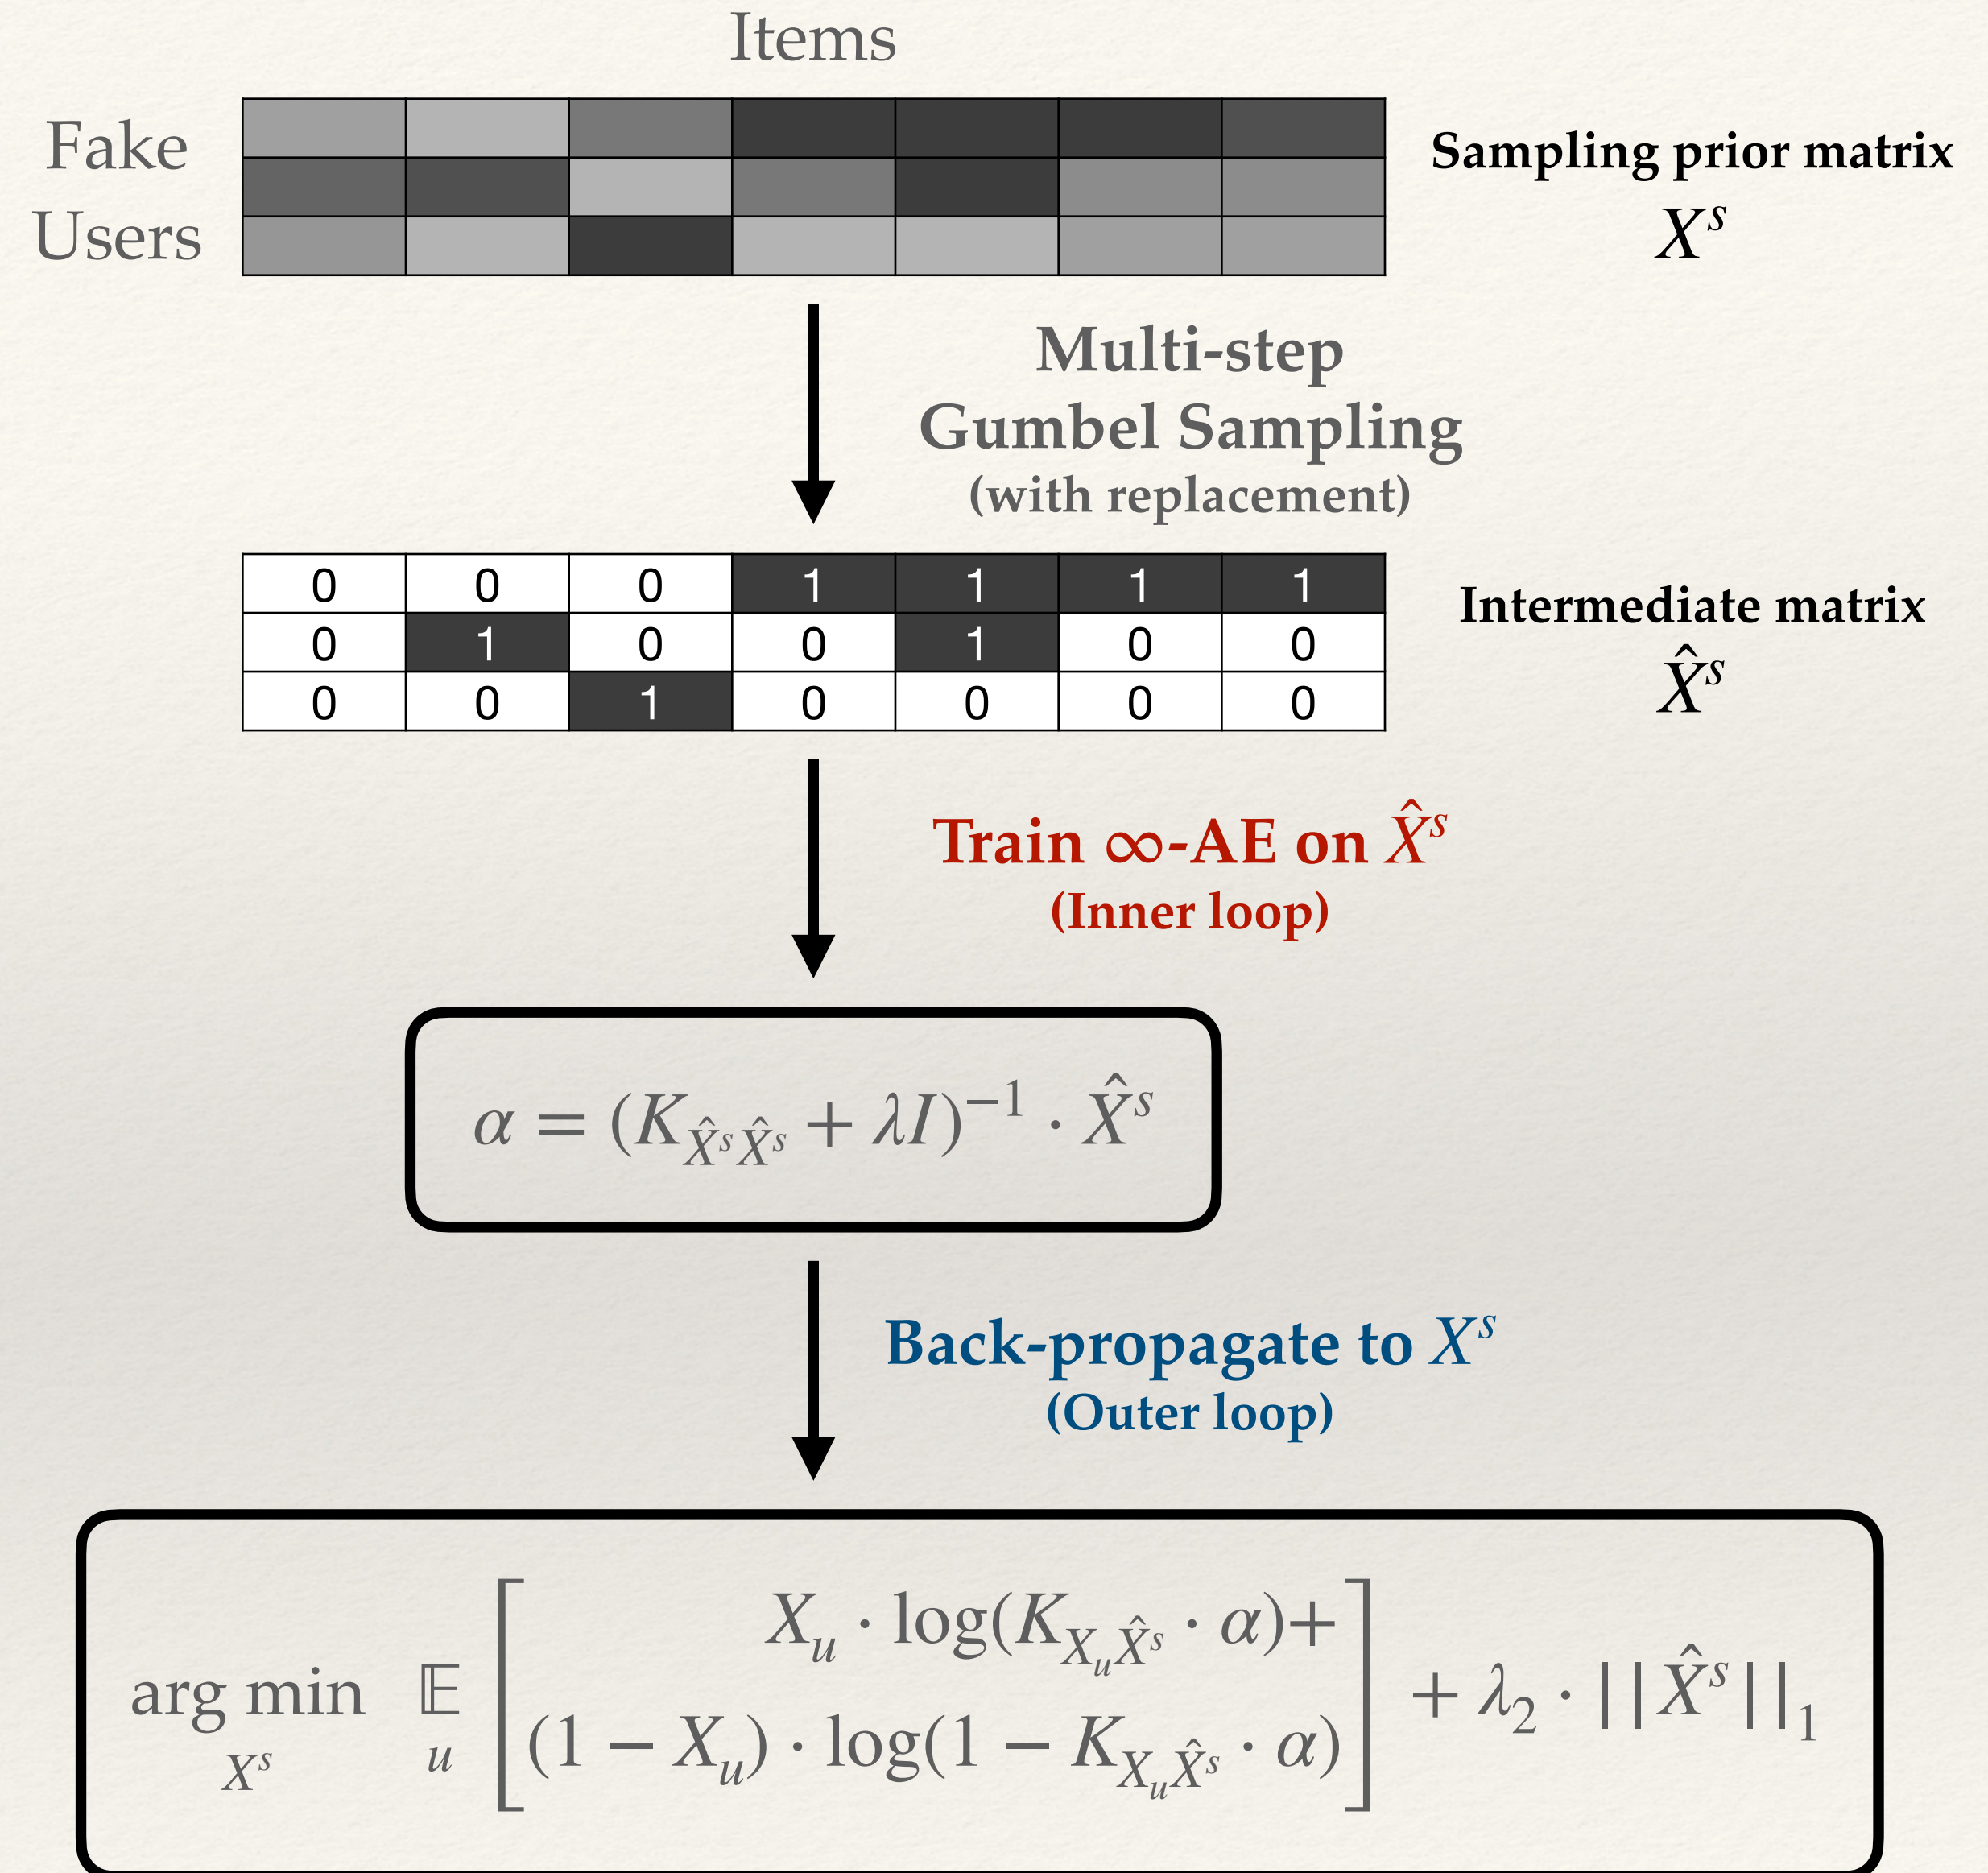 Items
Fake
Users
Sampling prior matrix
X^s
Multi-step
Gumbel Sampling
(with replacement)
0 0 0 1 1 1 1
0 1 0 0 1 0 0
0 0 1 0 0 0 0
Intermediate matrix
X̂^s
Train ∞-AE on X̂^s
(Inner loop)
α = (K_{X̂^s X̂^s} + λI)^{−1} · X̂^s
Back-propagate to X^s
(Outer loop)
arg min_{X^s} 𝔼_u [ X_u · log(K_{X_u X̂^s} · α)+
(1 − X_u) · log(1 − K_{X_u X̂^s} · α) ] + λ_2 · ||X̂^s||_1